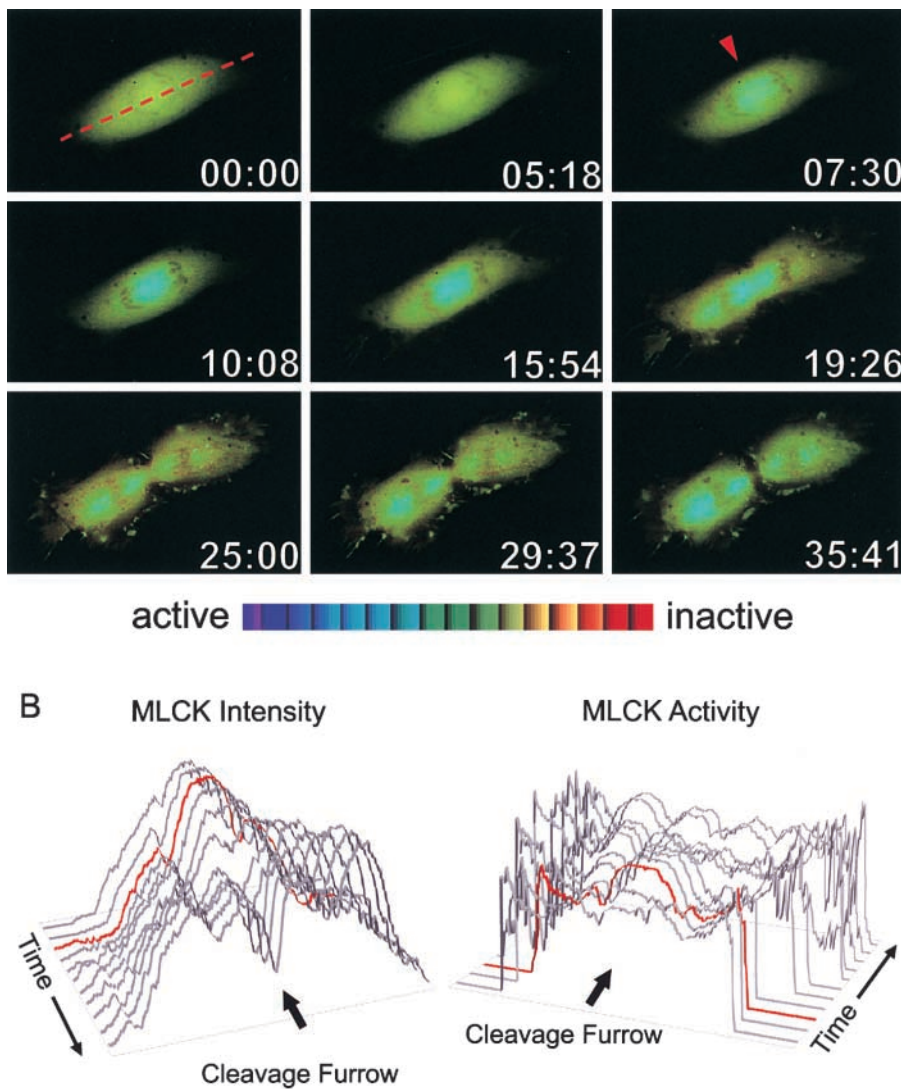 00:00
05:18
07:30
10:08
15:54
19:26
25:00
29:37
35:41
active
inactive
B
MLCK Intensity
MLCK Activity
Time
Cleavage Furrow
Cleavage Furrow
Time